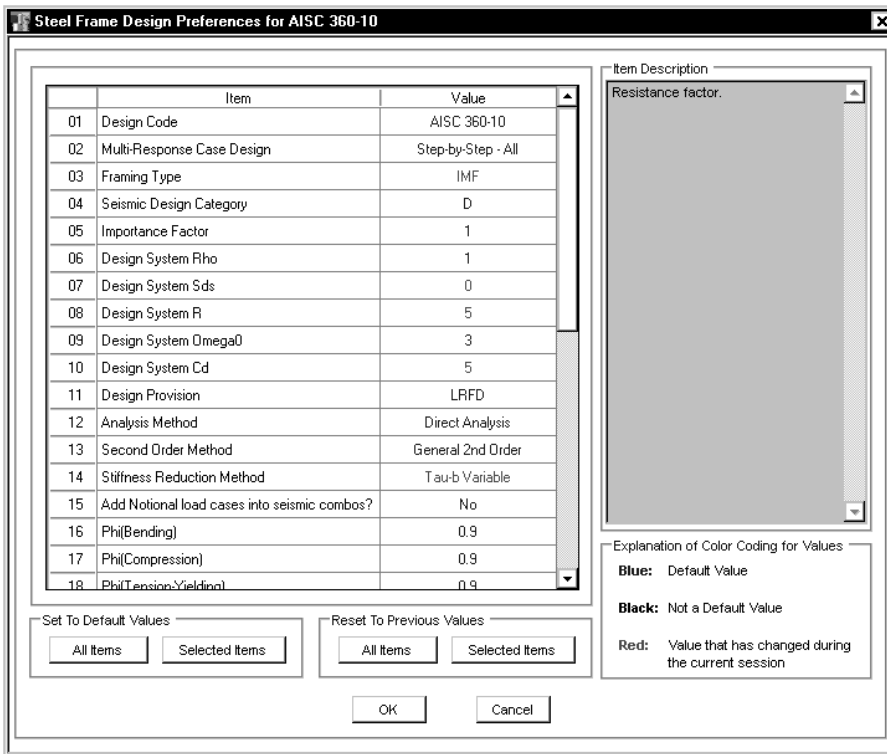 Steel Frame Design Preferences for AISC 360-10
Item Value
01 Design Code AISC 360-10
02 Multi-Response Case Design Step-by-Step - All
03 Framing Type IMF
04 Seismic Design Category D
05 Importance Factor 1
06 Design System Rho 1
07 Design System Sds 0
08 Design System R 5
09 Design System Omega0 3
10 Design System Cd 5
11 Design Provision LRFD
12 Analysis Method Direct Analysis
13 Second Order Method General 2nd Order
14 Stiffness Reduction Method Tau-b Variable
15 Add Notional load cases into seismic combos? No
16 Phi(Bending) 0.9
17 Phi(Compression) 0.9
18 Phi(Tension-Yielding) 0.9
Set To Default Values
All Items Selected Items
Reset To Previous Values
All Items Selected Items
Item Description
Resistance factor.
Explanation of Color Coding for Values
Blue: Default Value
Black: Not a Default Value
Red: Value that has changed during
the current session
OK Cancel